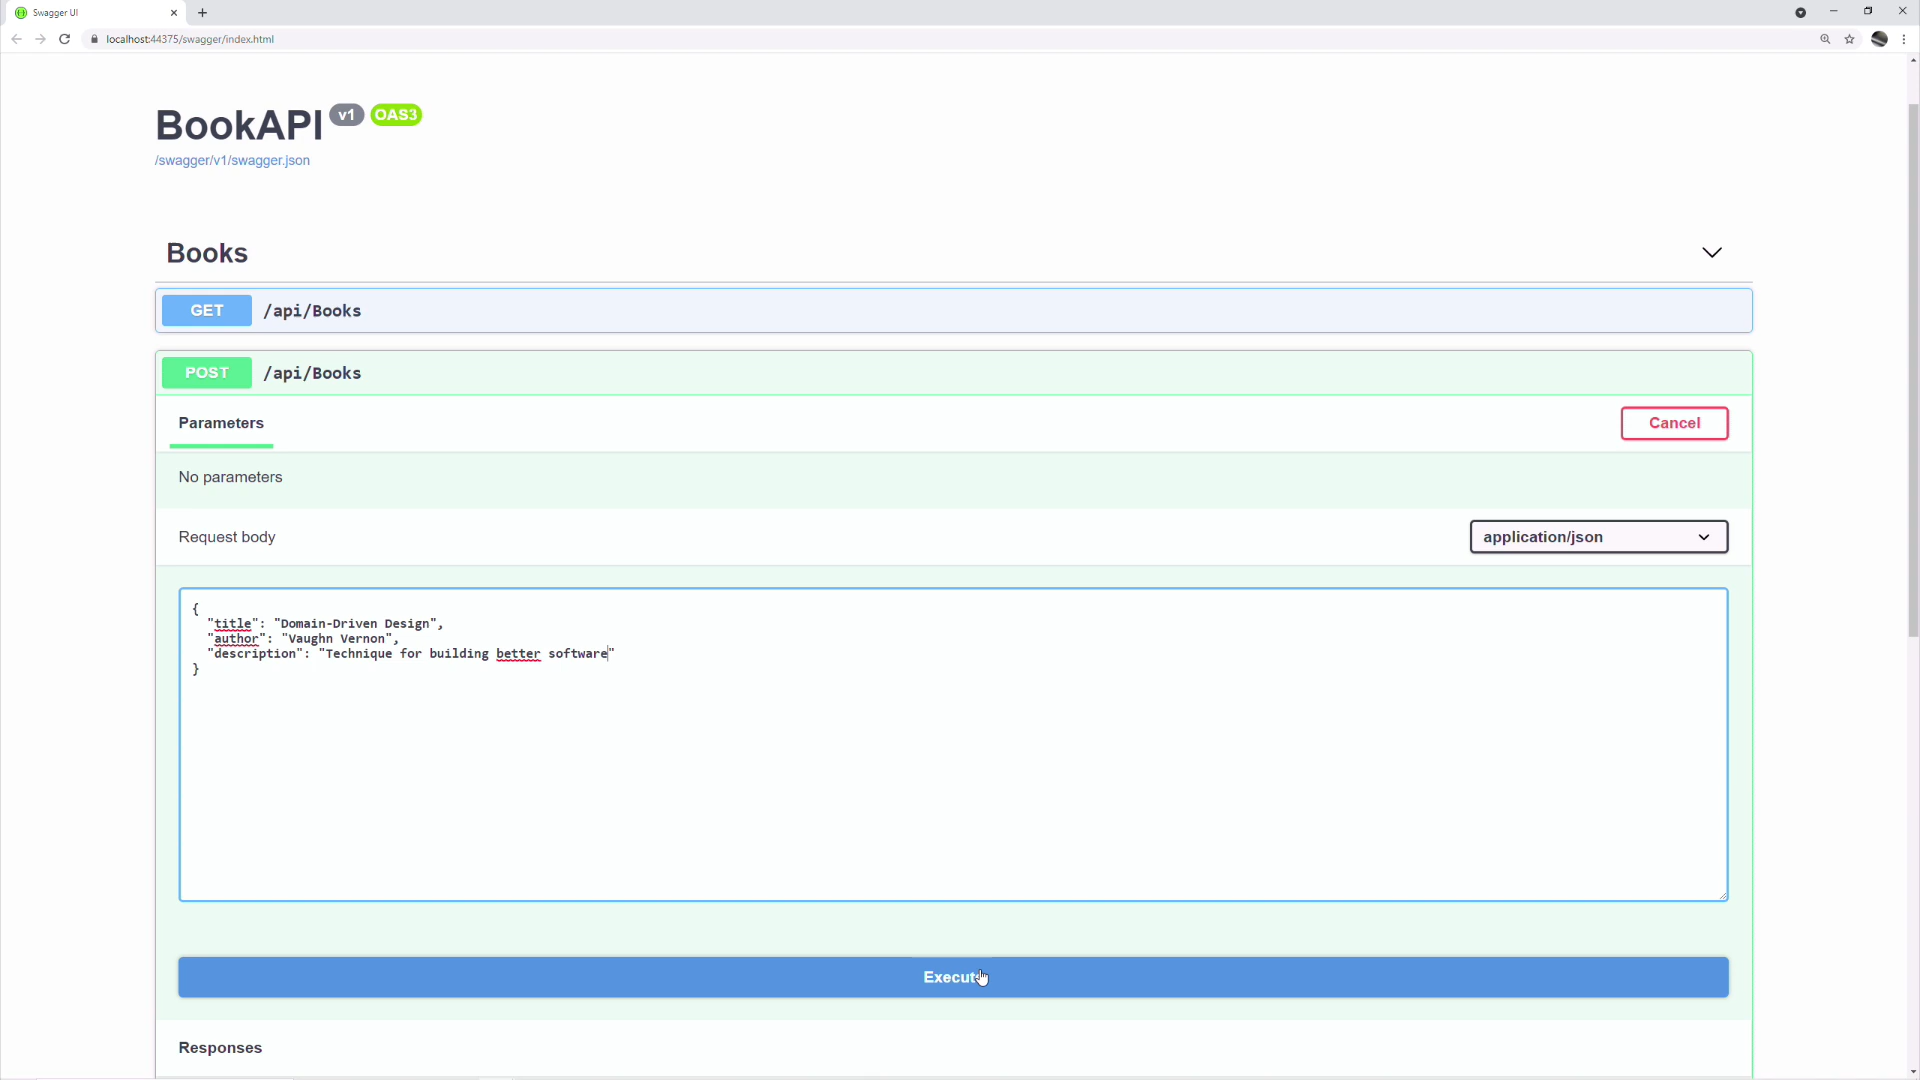 Swagger UI
localhost:44375/swagger/index.html
BookAPI v1 OAS3
/swagger/v1/swagger.json
Books
GET /api/Books
POST /api/Books
Parameters
Cancel
No parameters
Request body
application/json
{
"title": "Domain-Driven Design",
"author": "Vaughn Vernon",
"description": "Technique for building better software"
}
Execute
Responses